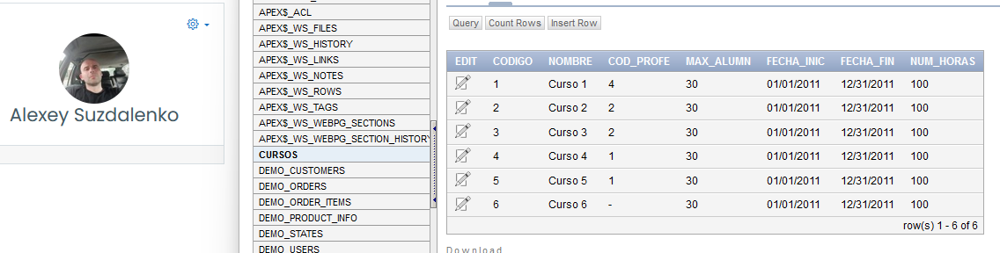 Alexey Suzdalenko
APEX$_ACL
APEX$_WS_FILES
APEX$_WS_HISTORY
APEX$_WS_LINKS
APEX$_WS_NOTES
APEX$_WS_ROWS
APEX$_WS_TAGS
APEX$_WS_WEBPG_SECTIONS
APEX$_WS_WEBPG_SECTION_HISTORY
CURSOS
DEMO_CUSTOMERS
DEMO_ORDERS
DEMO_ORDER_ITEMS
DEMO_PRODUCT_INFO
DEMO_STATES
DEMO_USERS
Query Count Rows Insert Row
EDIT CODIGO NOMBRE COD_PROFE MAX_ALUMN FECHA_INIC FECHA_FIN NUM_HORAS
1 Curso 1 4 30 01/01/2011 12/31/2011 100
2 Curso 2 2 30 01/01/2011 12/31/2011 100
3 Curso 3 2 30 01/01/2011 12/31/2011 100
4 Curso 4 1 30 01/01/2011 12/31/2011 100
5 Curso 5 1 30 01/01/2011 12/31/2011 100
6 Curso 6 - 30 01/01/2011 12/31/2011 100
row(s) 1 - 6 of 6
Download